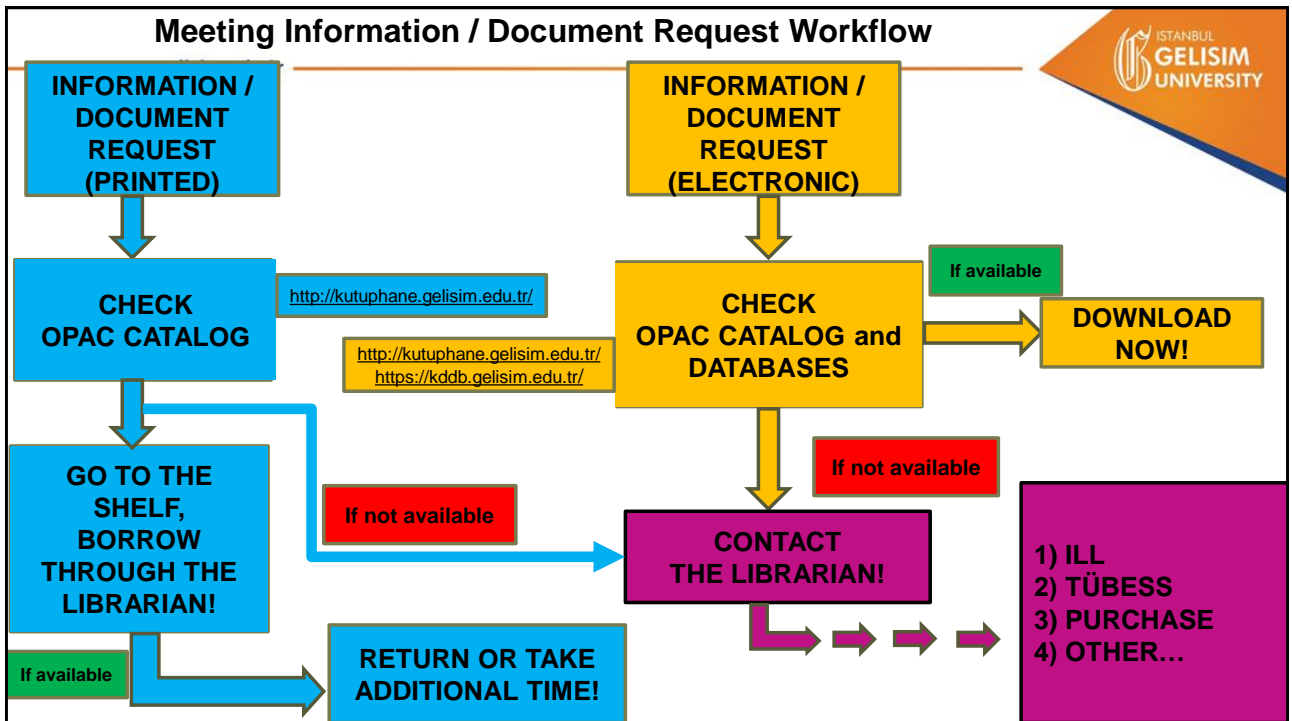 Meeting Information / Document Request Workflow
ISTANBUL
GELISIM
UNIVERSITY
INFORMATION /
DOCUMENT
REQUEST
(PRINTED)
INFORMATION /
DOCUMENT
REQUEST
(ELECTRONIC)
CHECK
OPAC CATALOG
http://kutuphane.gelisim.edu.tr/
CHECK
OPAC CATALOG and
DATABASES
http://kutuphane.gelisim.edu.tr/
https://kddb.gelisim.edu.tr/
If available
DOWNLOAD
NOW!
GO TO THE
SHELF,
BORROW
THROUGH THE
LIBRARIAN!
If not available
If not available
CONTACT
THE LIBRARIAN!
1) ILL
2) TÜBESS
3) PURCHASE
4) OTHER…
If available
RETURN OR TAKE
ADDITIONAL TIME!